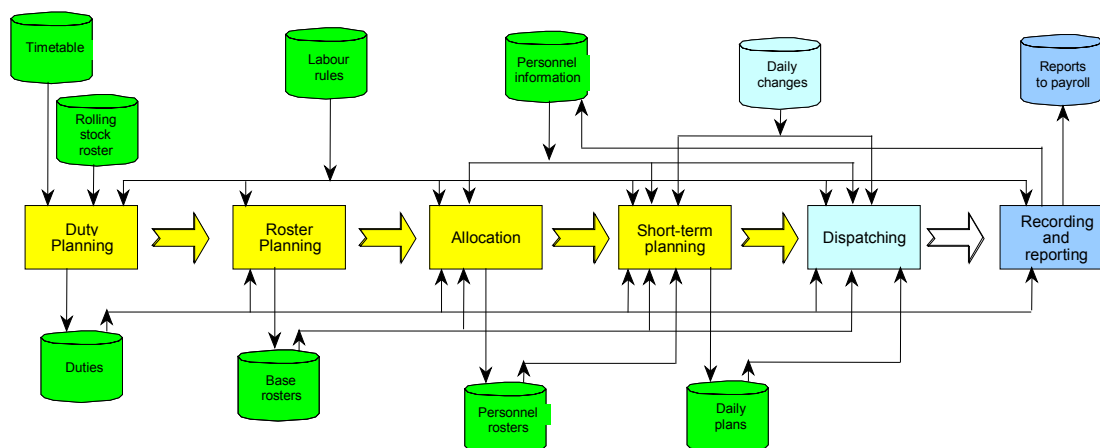 Timetable
Labour
rules
Personnel
information
Daily
changes
Reports
to payroll
Rolling
stock
roster
Duty
Planning
Roster
Planning
Allocation
Short-term
planning
Dispatching
Recording
and
reporting
Duties
Base
rosters
Personnel
rosters
Daily
plans